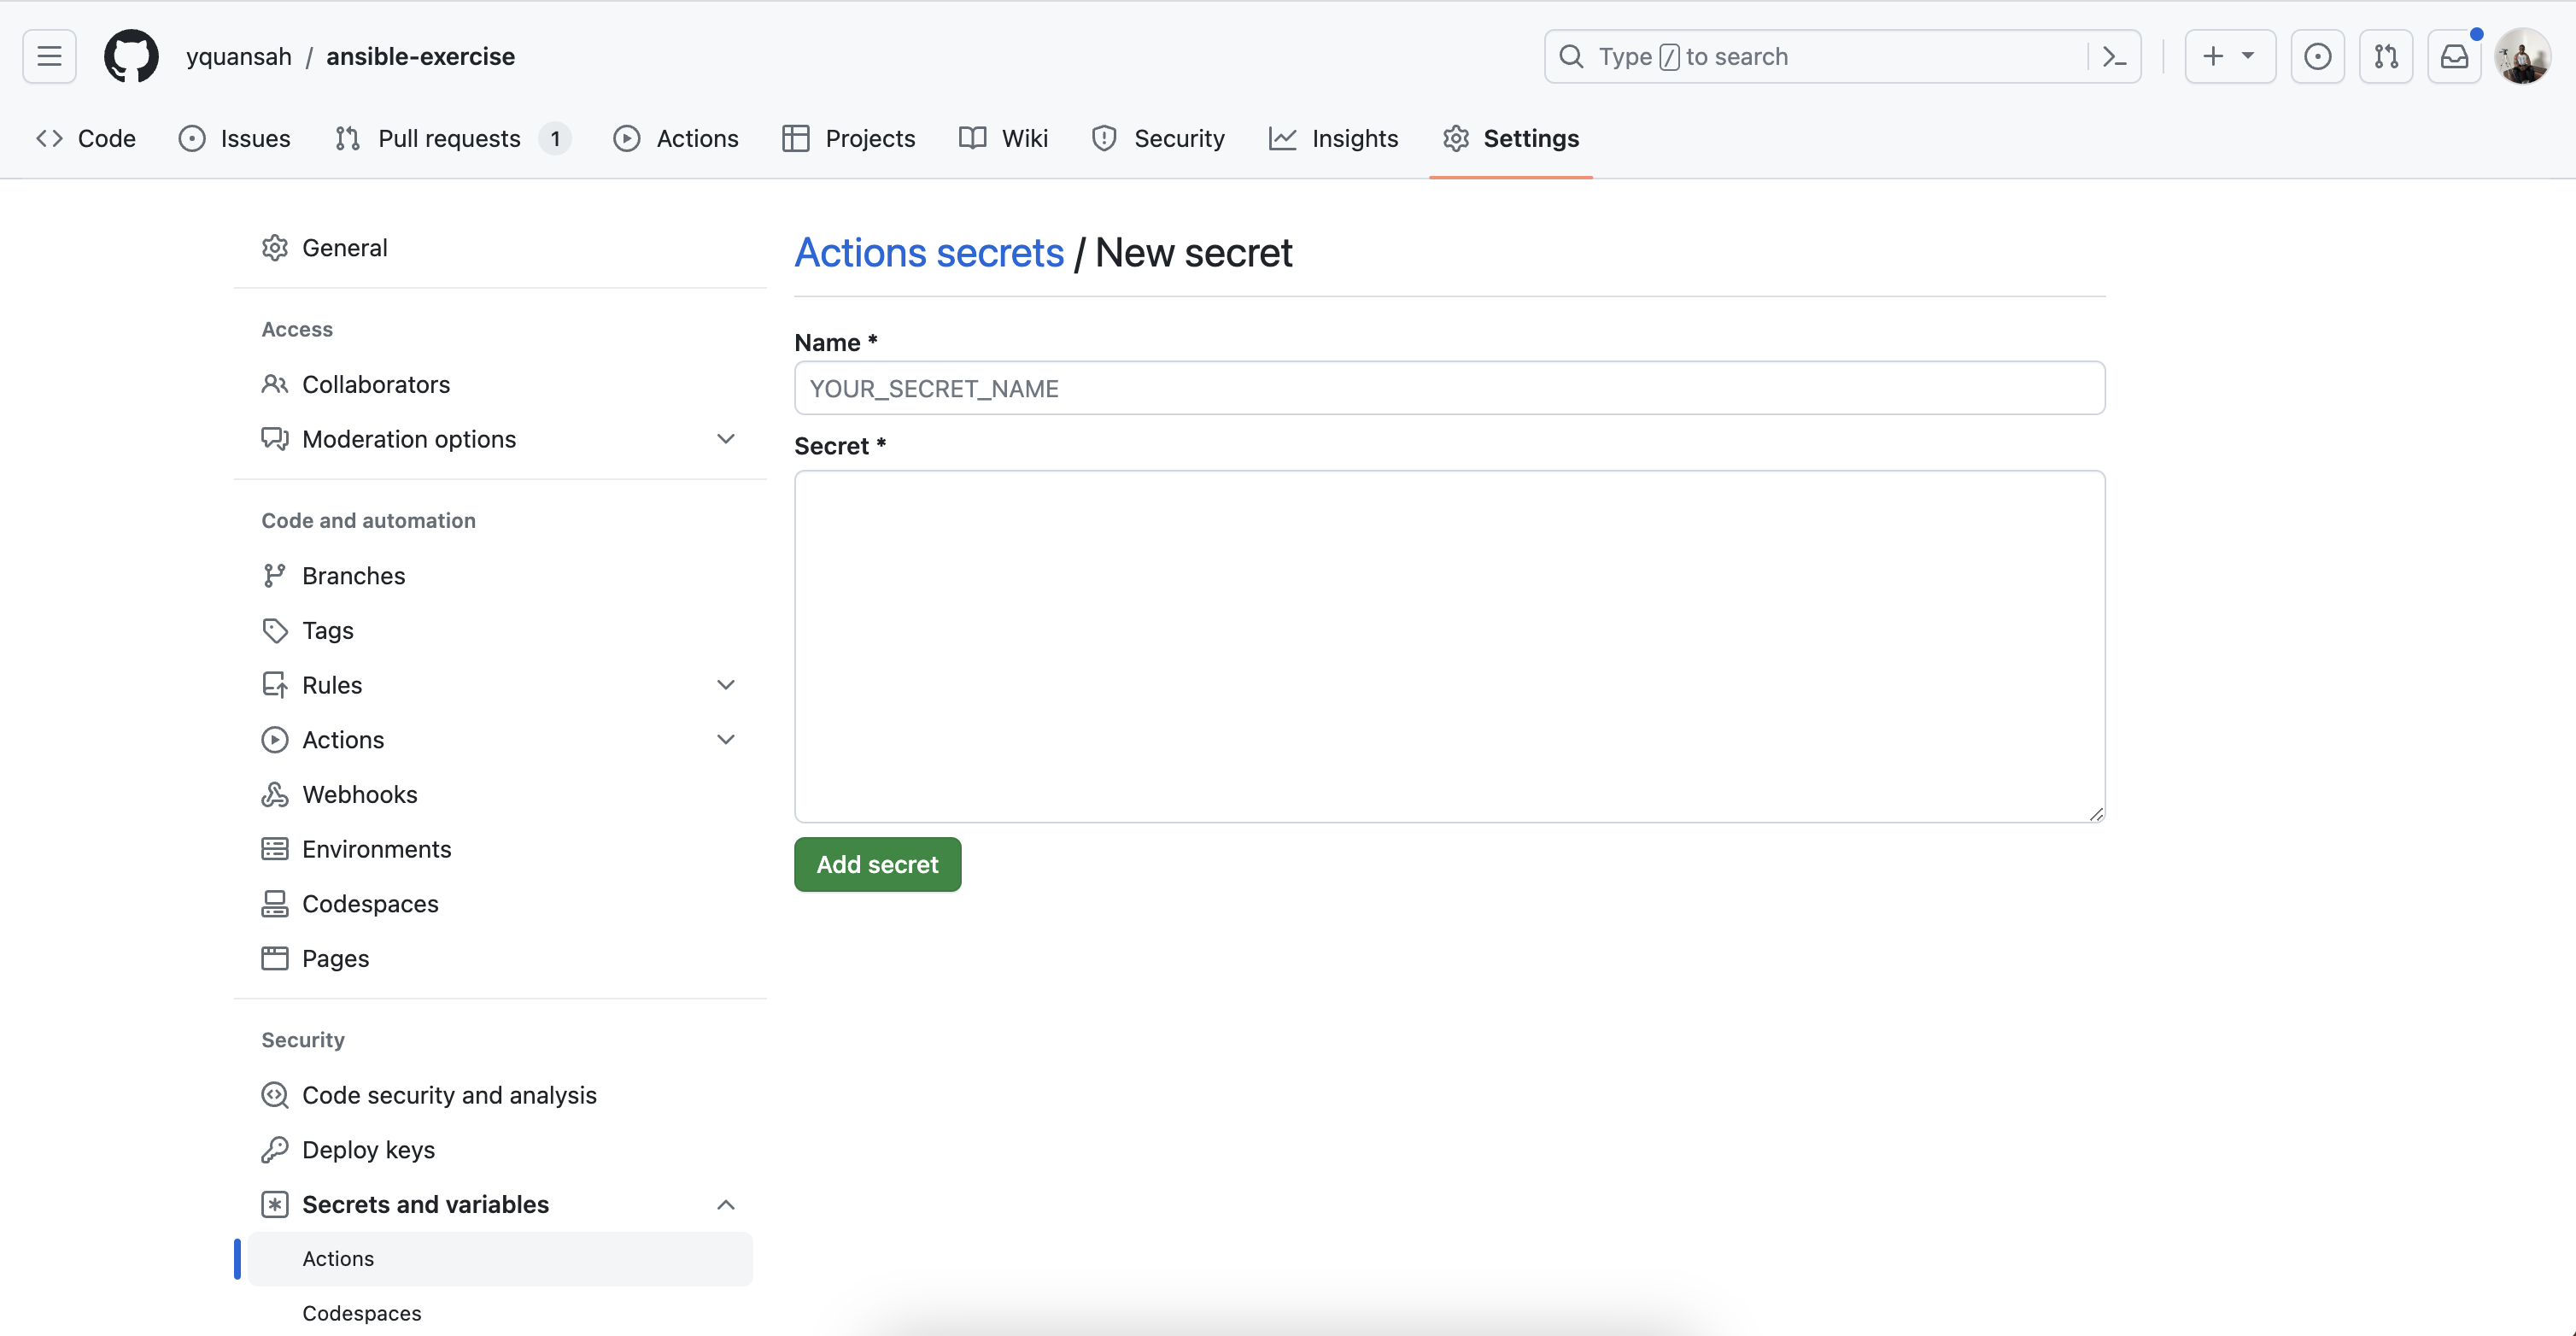 yquansah / ansible-exercise
Type / to search
Code
Issues
Pull requests 1
Actions
Projects
Wiki
Security
Insights
Settings
General
Access
Collaborators
Moderation options
Code and automation
Branches
Tags
Rules
Actions
Webhooks
Environments
Codespaces
Pages
Security
Code security and analysis
Deploy keys
Secrets and variables
Actions
Codespaces
Actions secrets / New secret
Name *
YOUR_SECRET_NAME
Secret *
Add secret